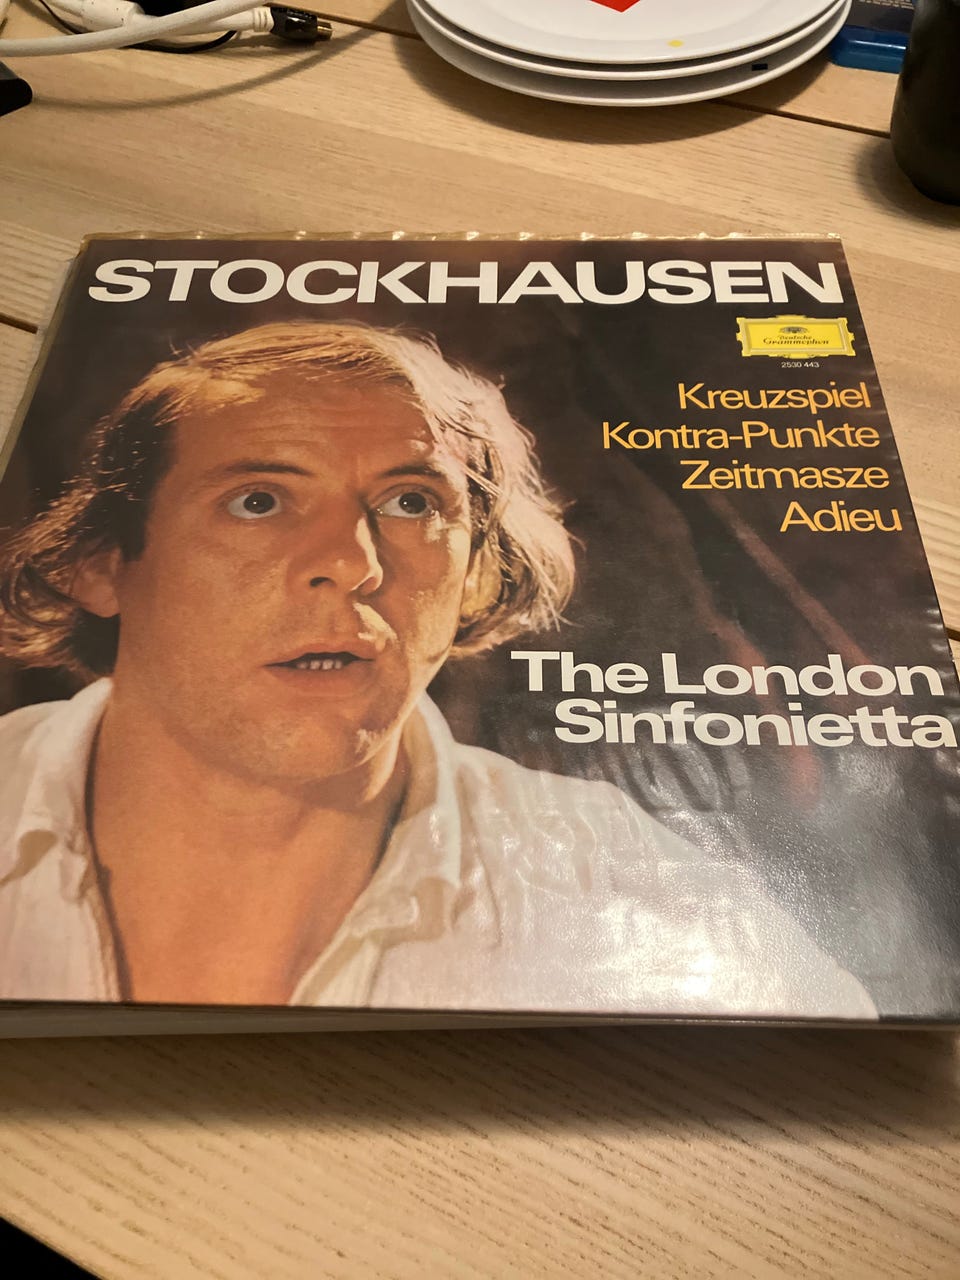 STOCKHAUSEN
Deutsche
Grammophon
2530 443
Kreuzspiel
Kontra-Punkte
Zeitmasze
Adieu
The London
Sinfonietta